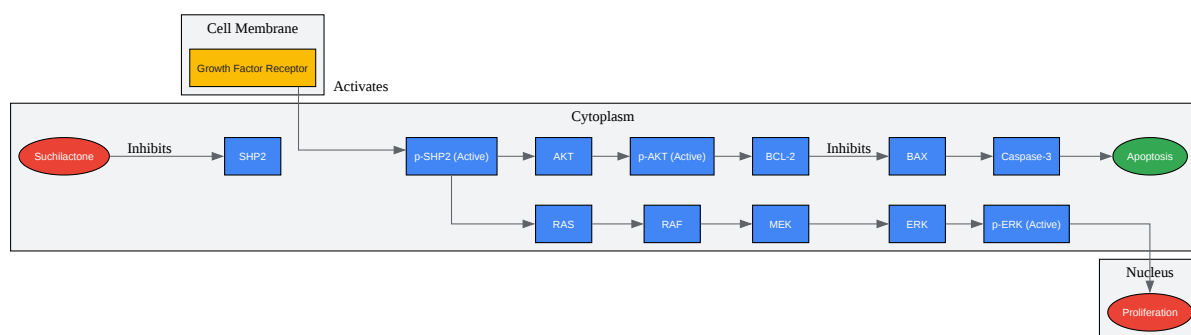 Cell Membrane
Growth Factor Receptor
Activates
Cytoplasm
Suchilactone
Inhibits
SHP2
p-SHP2 (Active)
AKT
p-AKT (Active)
BCL-2
Inhibits
BAX
Caspase-3
Apoptosis
RAS
RAF
MEK
ERK
p-ERK (Active)
Nucleus
Proliferation